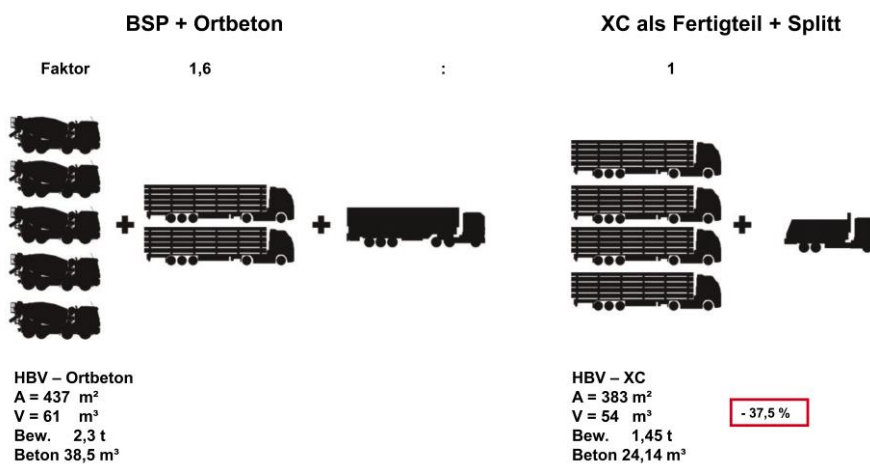 BSP + Ortbeton
XC als Fertigteil + Splitt
Faktor 1,6 : 1
HBV – Ortbeton
A = 437 m²
V = 61 m³
Bew. 2,3 t
Beton 38,5 m³
HBV – XC
A = 383 m²
V = 54 m³
Bew. 1,45 t
Beton 24,14 m³
- 37,5 %